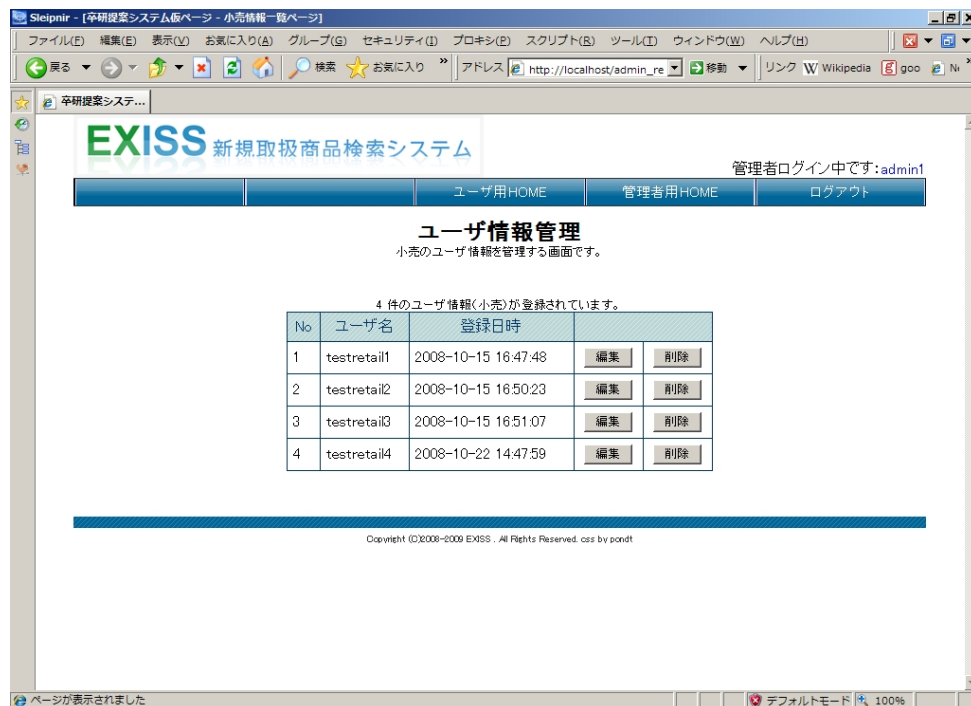 Sleipnir - [卒研提案システム仮ページ - 小売情報一覧ページ]
ファイル(F) 編集(E) 表示(V) お気に入り(A) グループ(G) セキュリティ(I) プロキシ(P) スクリプト(R) ツール(T) ウィンドウ(W) ヘルプ(H)
戻る 検索 お気に入り » アドレス http://localhost/admin_re 移動 リンク Wikipedia goo
卒研提案システ...
EXISS 新規取扱商品検索システム
管理者ログイン中です:admin1
ユーザ用HOME 管理者用HOME ログアウト
ユーザ情報管理
小売のユーザ情報を管理する画面です。
4 件のユーザ情報(小売)が登録されています。
No ユーザ名 登録日時
1 testretail1 2008-10-15 16:47:48 編集 削除
2 testretail2 2008-10-15 16:50:23 編集 削除
3 testretail3 2008-10-15 16:51:07 編集 削除
4 testretail4 2008-10-22 14:47:59 編集 削除
Copyright (C)2008-2009 EXISS . All Rights Reserved. css by pondt
ページが表示されました デフォルトモード 100%